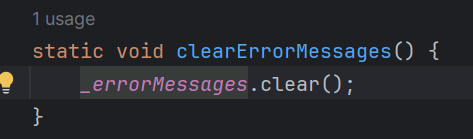 1 usage
static void clearErrorMessages() {
    _errorMessages.clear();
}